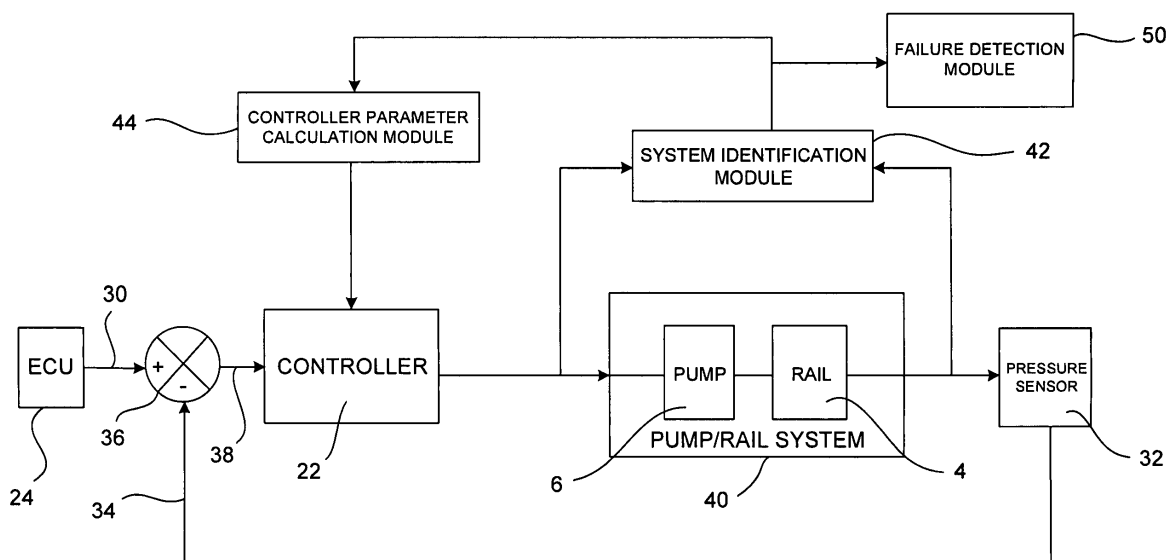 50
FAILURE DETECTION
MODULE
44
CONTROLLER PARAMETER
CALCULATION MODULE
SYSTEM IDENTIFICATION
MODULE
42
30
ECU
+
-
36
38
24
34
CONTROLLER
22
PUMP
RAIL
PUMP/RAIL SYSTEM
6
4
40
PRESSURE
SENSOR
32